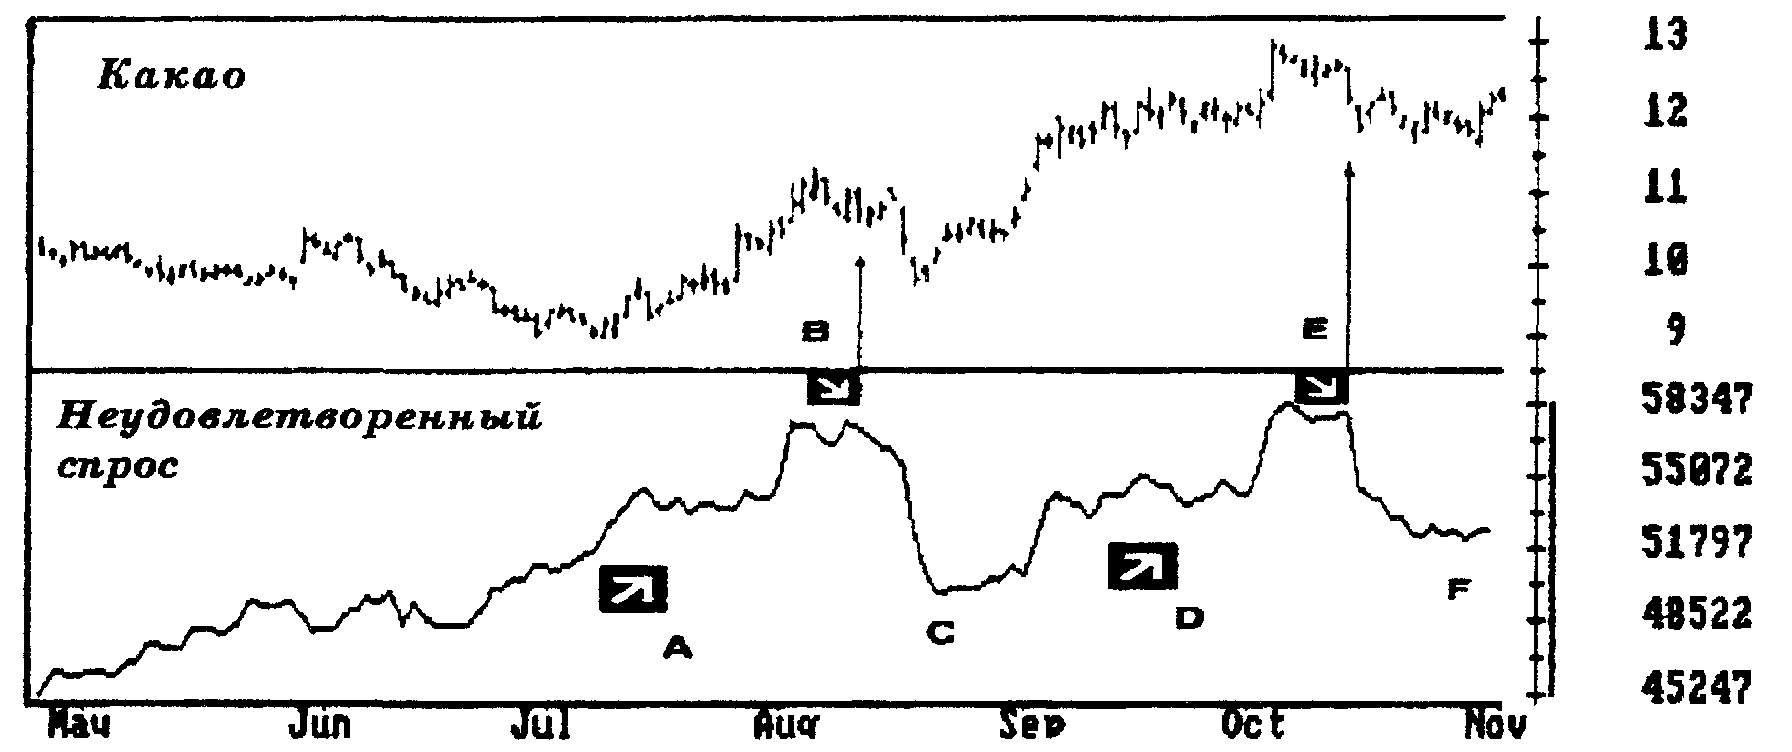 Какао
13
12
11
10
9
B
E
Неудовлетворенный
спрос
58347
55072
51797
48522
45247
A
C
D
F
May Jun Jul Aug Sep Oct Nov